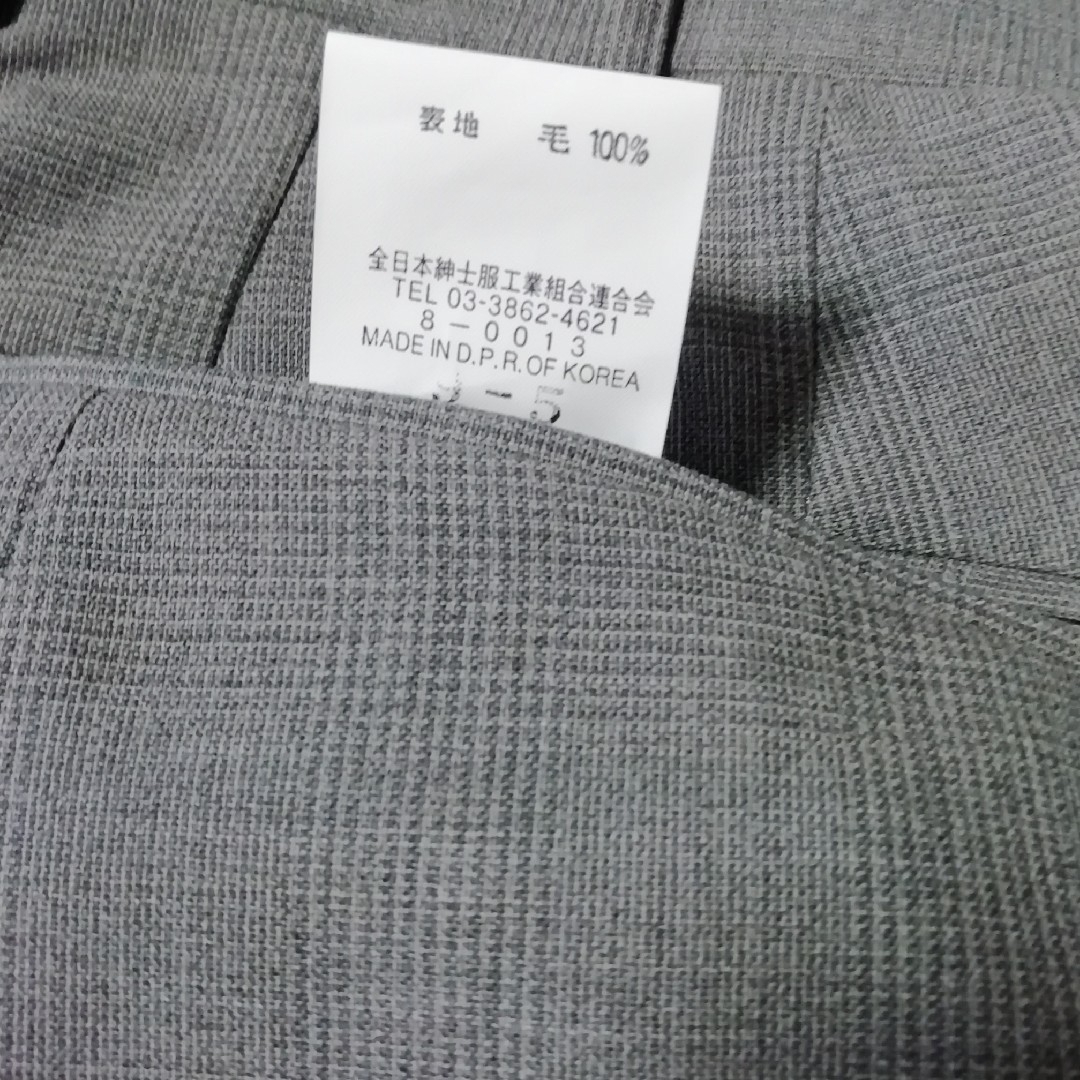 表地 毛 100%
全日本紳士服工業組合連合会
TEL 03-3862-4621
8-0013
MADE IN D.P.R. OF KOREA